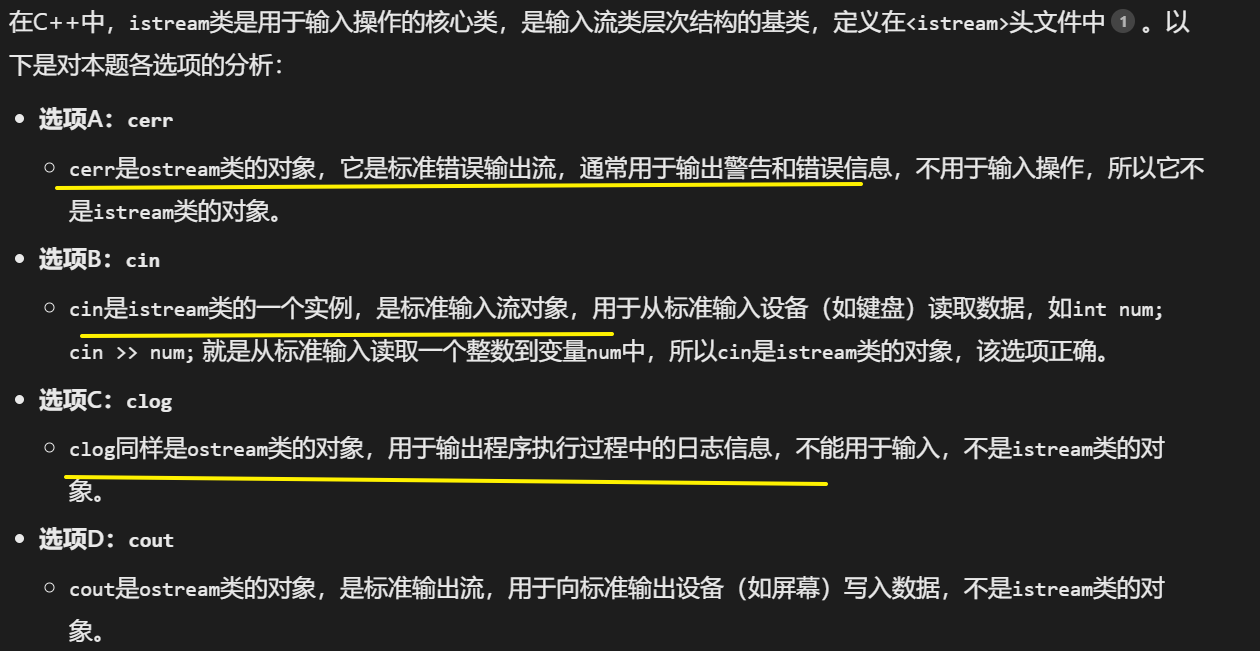 在C++中，istream类是用于输入操作的核心类，是输入流类层次结构的基类，定义在<istream>头文件中 1 。以
下是对本题各选项的分析：
• 选项A：cerr
○ cerr是ostream类的对象，它是标准错误输出流，通常用于输出警告和错误信息，不用于输入操作，所以它不
是istream类的对象。
• 选项B：cin
○ cin是istream类的一个实例，是标准输入流对象，用于从标准输入设备（如键盘）读取数据，如int num;
cin >> num; 就是从标准输入读取一个整数到变量num中，所以cin是istream类的对象，该选项正确。
• 选项C：clog
○ clog同样是ostream类的对象，用于输出程序执行过程中的日志信息，不能用于输入，不是istream类的对
象。
• 选项D：cout
○ cout是ostream类的对象，是标准输出流，用于向标准输出设备（如屏幕）写入数据，不是istream类的对
象。